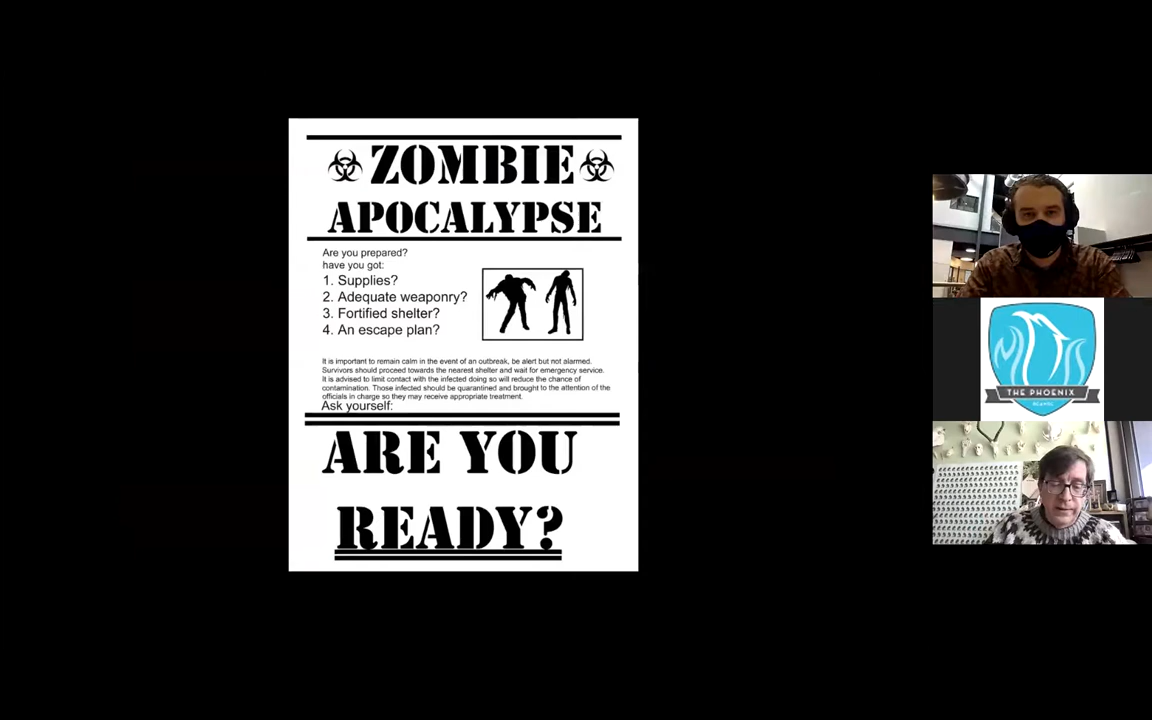 ZOMBIE
APOCALYPSE
Are you prepared?
have you got:
1. Supplies?
2. Adequate weaponry?
3. Fortified shelter?
4. An escape plan?
It is important to remain calm in the event of an outbreak, be alert but not alarmed.
Survivors should proceed towards the nearest shelter and wait for emergency service.
It is advised to limit contact with the infected doing so will reduce the chance of
contamination. Those infected should be quarantined and brought to the attention of the
officials in charge so they may receive appropriate treatment.
Ask yourself:
ARE YOU
READY?
THE PHOENIX